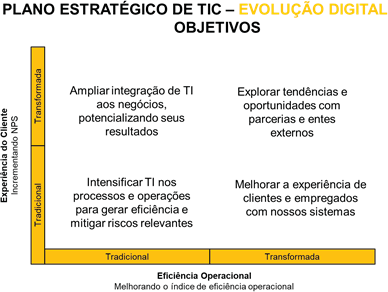 PLANO ESTRATÉGICO DE TIC – EVOLUÇÃO DIGITAL
OBJETIVOS
Experiência do Cliente
Incrementando NPS
Transformada
Ampliar integração de TI
aos negócios,
potencializando seus
resultados
Explorar tendências e
oportunidades com
parcerias e entes
externos
Tradicional
Intensificar TI nos
processos e operações
para gerar eficiência e
mitigar riscos relevantes
Melhorar a experiência de
clientes e empregados
com nossos sistemas
Tradicional
Transformada
Eficiência Operacional
Melhorando o índice de eficiência operacional